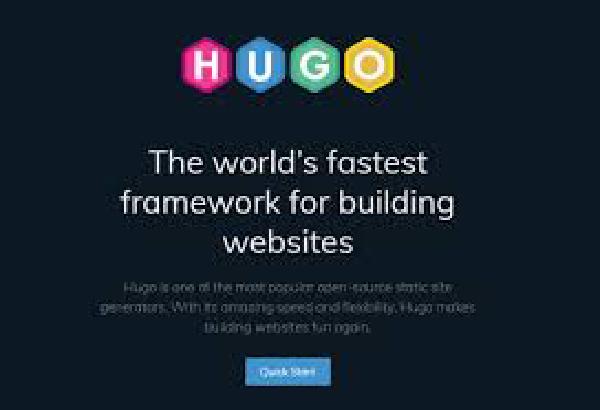 HUGO
The world's fastest
framework for building
websites
Hugo is one of the most popular open-source static site
generators. With its amazing speed and flexibility, Hugo makes
building websites fun again.
Quick Start